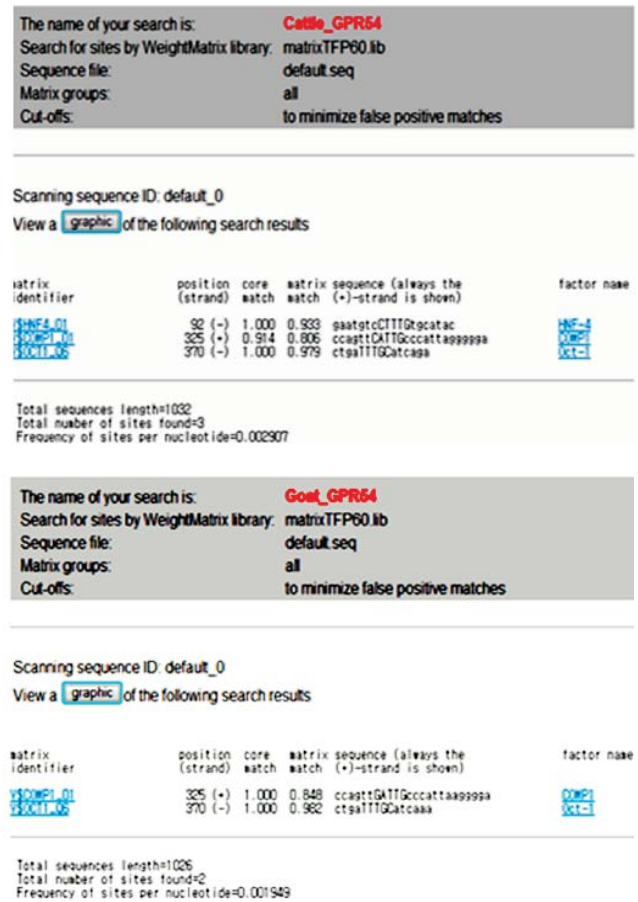 The name of your search is: Cattle_GPR54
Search for sites by WeightMatrix library: matrixTFP60.lib
Sequence file: default.seq
Matrix groups: all
Cut-offs: to minimize false positive matches
Scanning sequence ID: default_0
View a graphic of the following search results
matrix position core matrix sequence (always the factor name
identifier (strand) match match (+)-strand is shown)
V$HNF4_01 92 (-) 1.000 0.933 gaatgtcCTTTGtgcatac HNF-4
V$COMP1_01 325 (+) 0.914 0.806 ccagttCATTGcccattaggggga COMP1
V$OCT1_06 370 (-) 1.000 0.979 ctgaTTTGCatcaga Oct-1
Total sequences length=1032
Total number of sites found=3
Frequency of sites per nucleotide=0.002907
The name of your search is: Goat_GPR54
Search for sites by WeightMatrix library: matrixTFP60.lib
Sequence file: default.seq
Matrix groups: all
Cut-offs: to minimize false positive matches
Scanning sequence ID: default_0
View a graphic of the following search results
matrix position core matrix sequence (always the factor name
identifier (strand) match match (+)-strand is shown)
V$COMP1_01 325 (+) 1.000 0.848 ccagttGATTGcccattaagggga COMP1
V$OCT1_06 370 (-) 1.000 0.982 ctgaTTTGCatcaaa Oct-1
Total sequences length=1026
Total number of sites found=2
Frequency of sites per nucleotide=0.001949